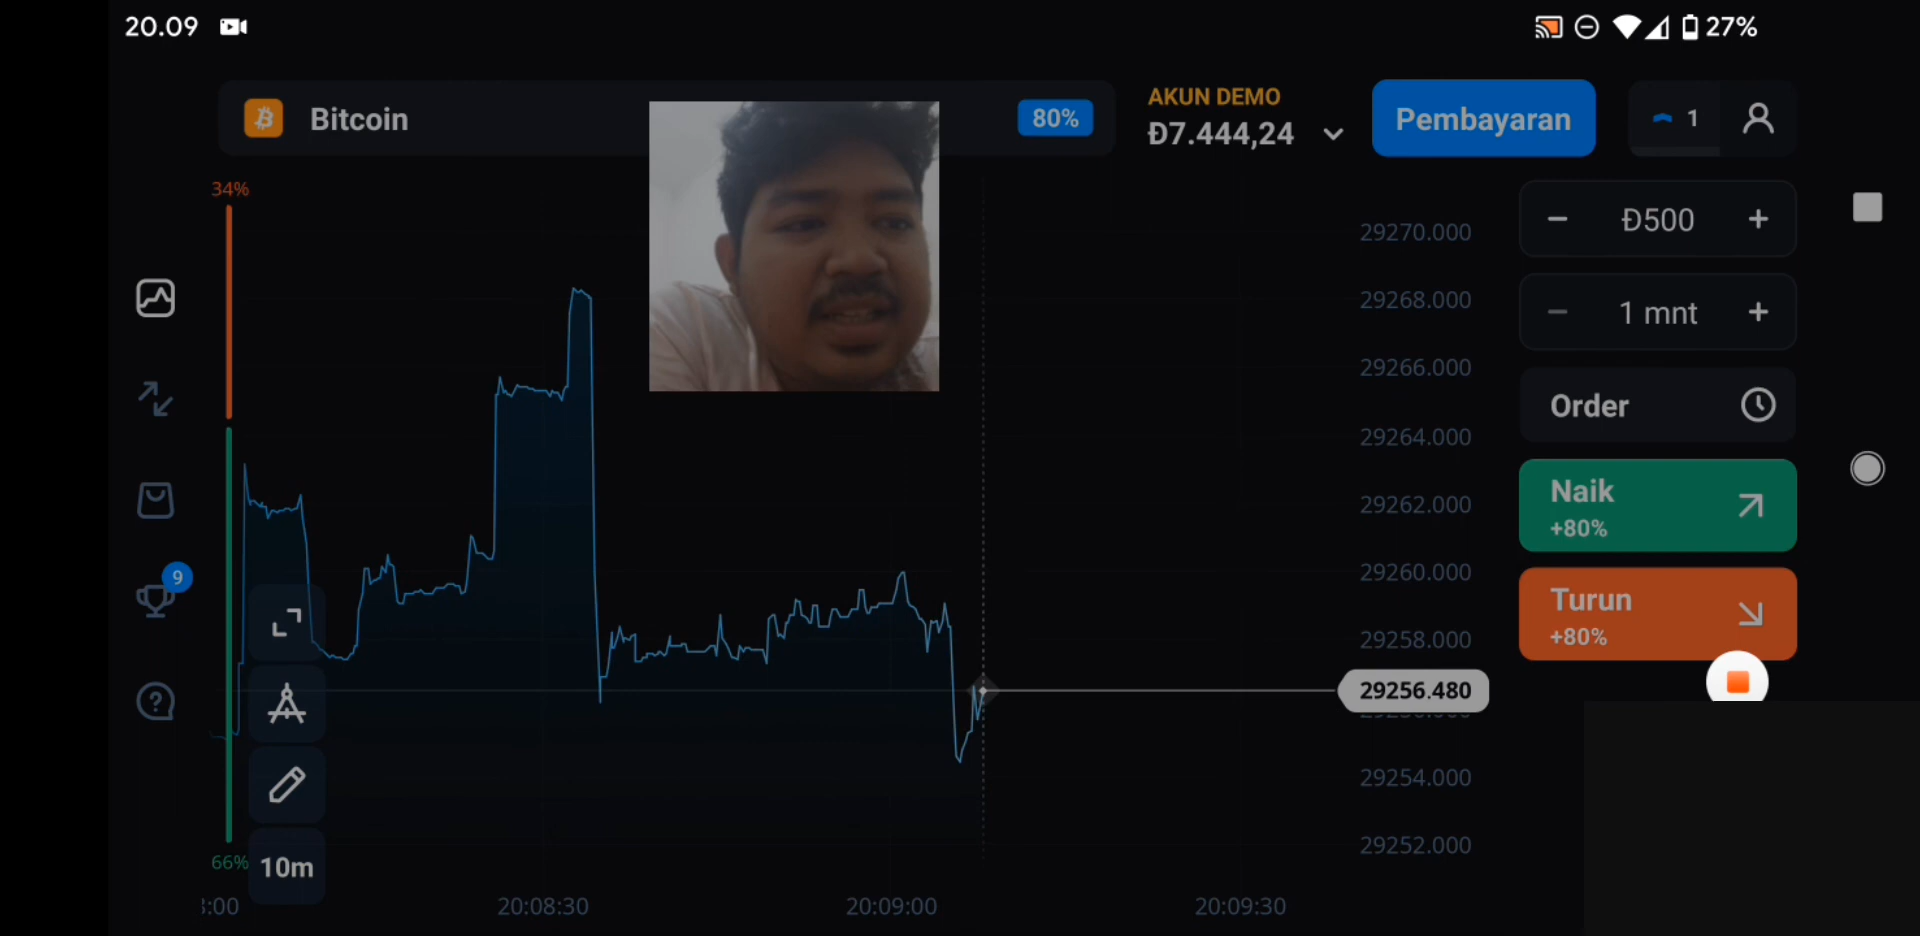 20.09
27%
Bitcoin
80%
AKUN DEMO
Đ7.444,24
Pembayaran
1
34%
29270.000
Đ500
29268.000
1 mnt
29266.000
Order
29264.000
29262.000
Naik
+80%
9
29260.000
Turun
+80%
29258.000
29256.480
29254.000
29252.000
66%
10m
:00
20:08:30
20:09:00
20:09:30